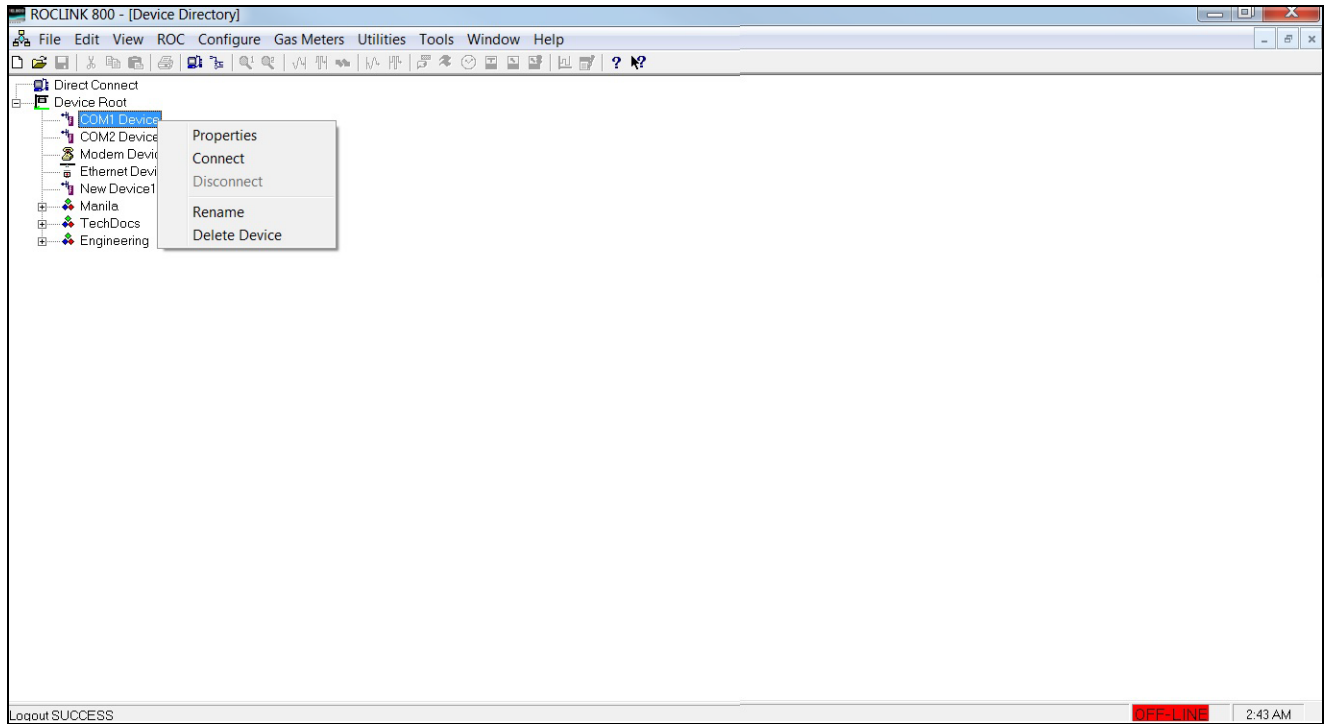 ROCLINK 800 - [Device Directory]
File Edit View ROC Configure Gas Meters Utilities Tools Window Help
Direct Connect
Device Root
COM1 Device
COM2 Device
Modem Devi
Ethernet Devi
New Device1
Manila
TechDocs
Engineering
Properties
Connect
Disconnect
Rename
Delete Device
Logout SUCCESS
OFF-LINE 2:43 AM